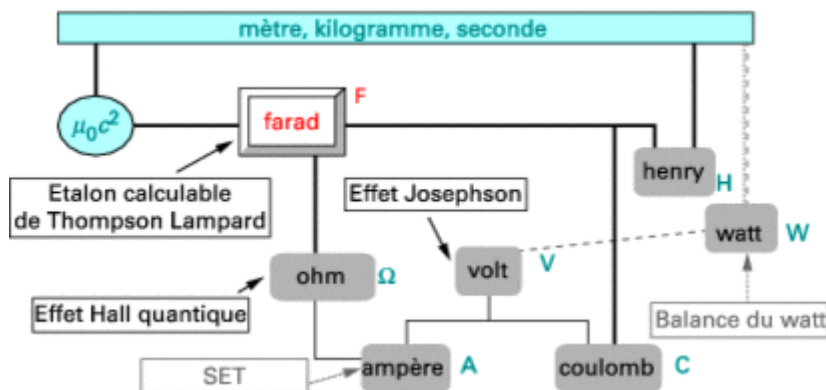 mètre, kilogramme, seconde
μ₀c²
farad
F
henry
H
Etalon calculable
de Thompson Lampard
Effet Josephson
watt
W
ohm
Ω
volt
V
Effet Hall quantique
Balance du watt
SET
ampère
A
coulomb
C